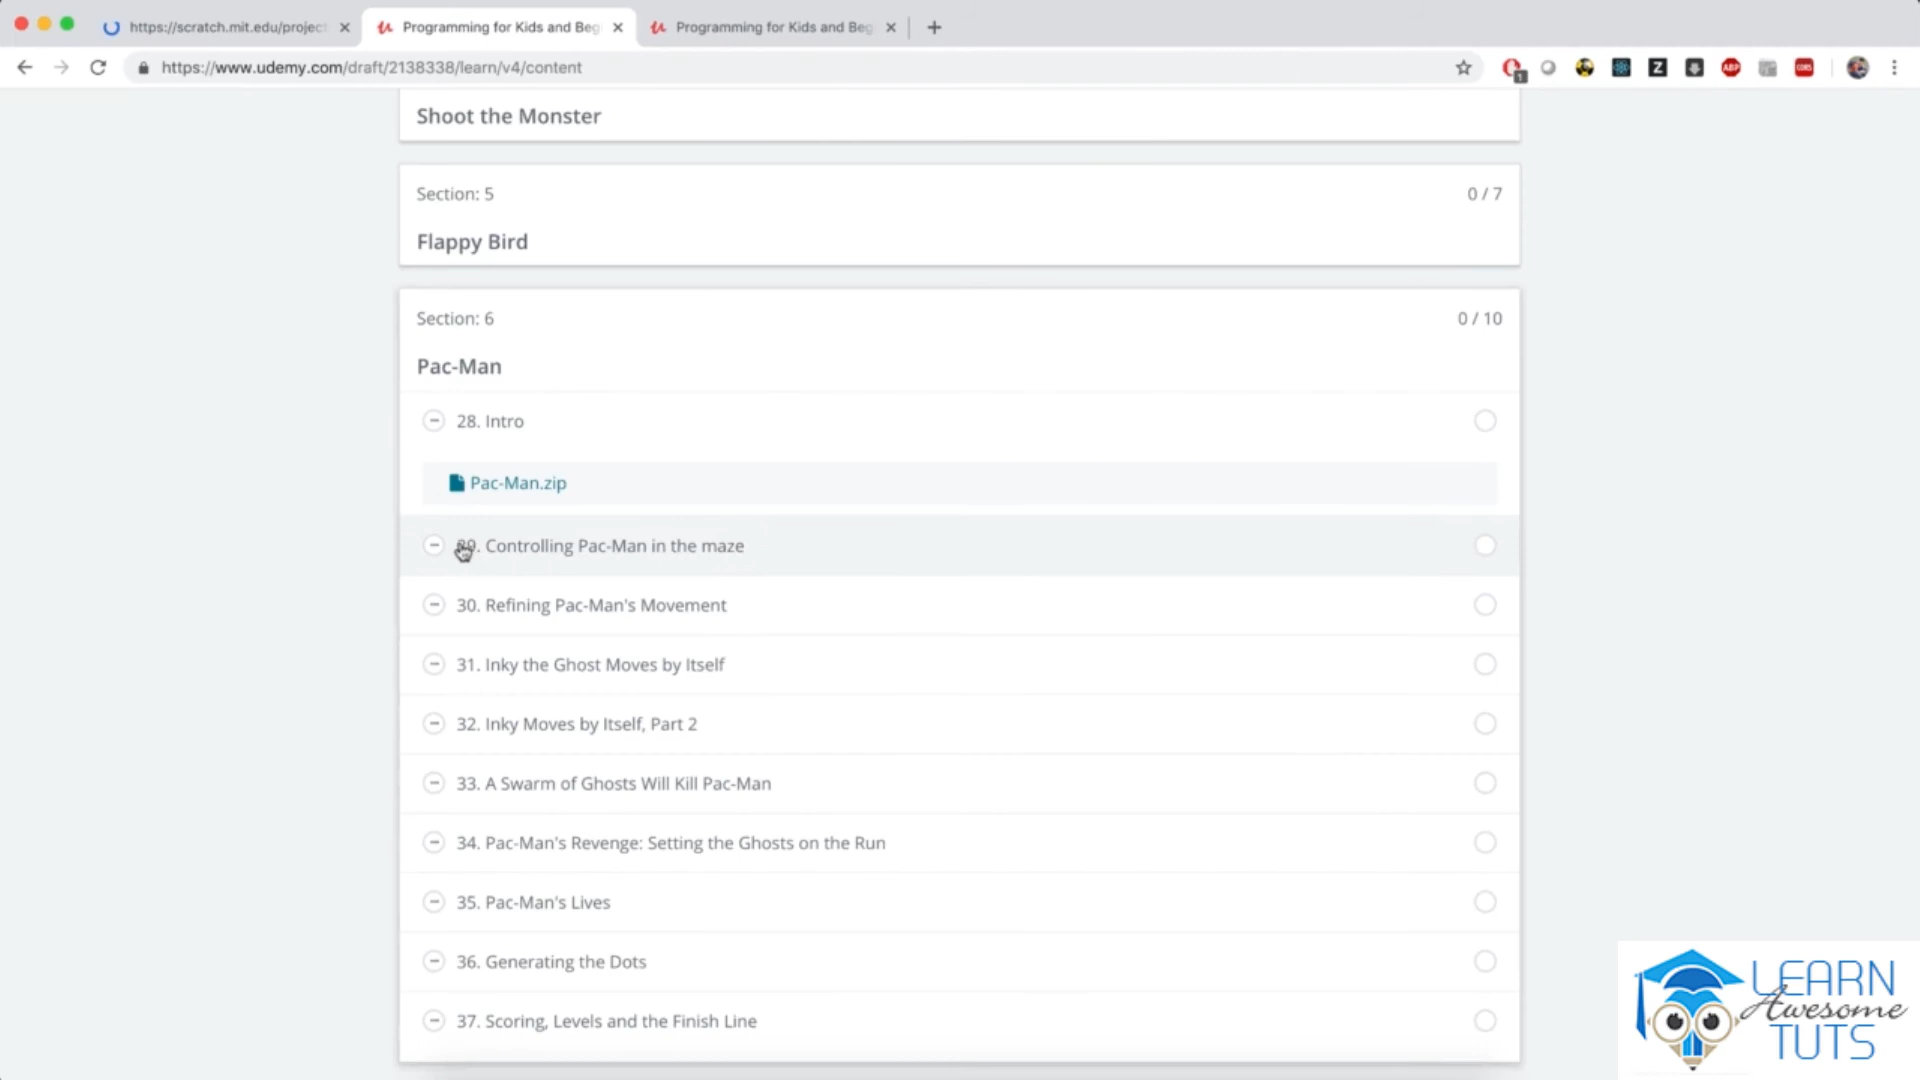 https://scratch.mit.edu/project
Programming for Kids and Beg
Programming for Kids and Beg
https://www.udemy.com/draft/2138338/learn/v4/content
1
Z
ABP
CORS
Shoot the Monster
Section: 5
0 / 7
Flappy Bird
Section: 6
0 / 10
Pac-Man
28. Intro
Pac-Man.zip
29. Controlling Pac-Man in the maze
30. Refining Pac-Man's Movement
31. Inky the Ghost Moves by Itself
32. Inky Moves by Itself, Part 2
33. A Swarm of Ghosts Will Kill Pac-Man
34. Pac-Man's Revenge: Setting the Ghosts on the Run
35. Pac-Man's Lives
36. Generating the Dots
37. Scoring, Levels and the Finish Line
LEARN
Awesome
TUTS